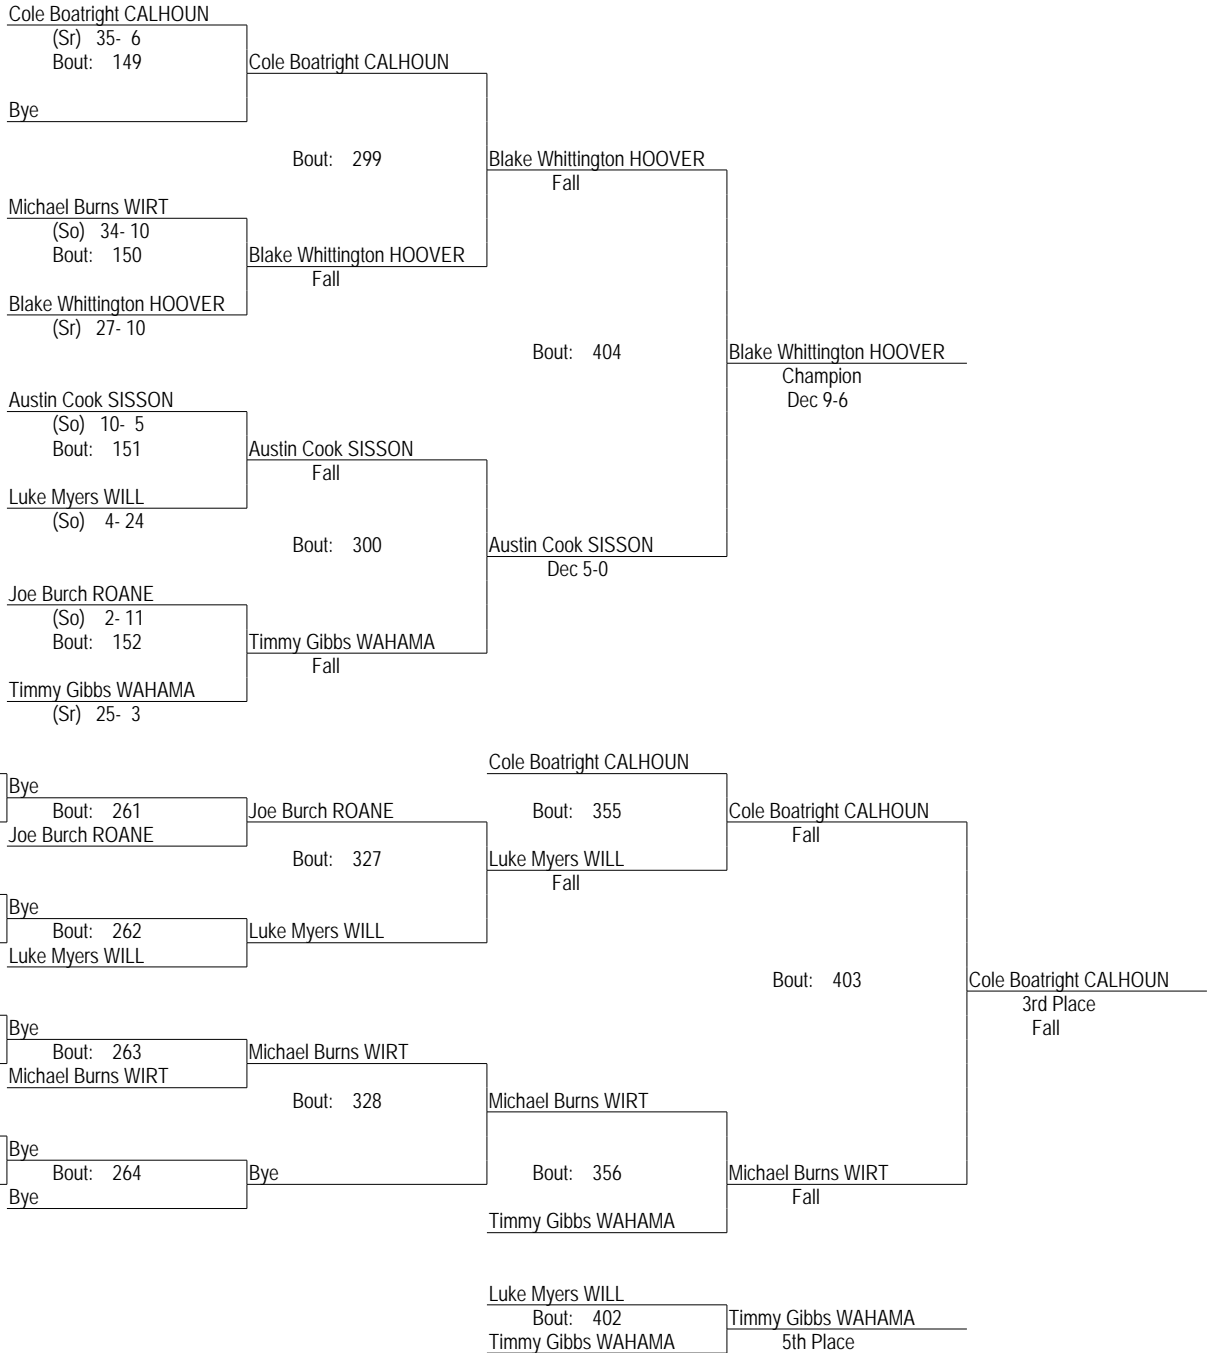 Cole Boatright CALHOUN
(Sr) 35- 6
Bout: 149
Cole Boatright CALHOUN
Bye
Bout: 299
Blake Whittington HOOVER
Fall
Michael Burns WIRT
(So) 34- 10
Bout: 150
Blake Whittington HOOVER
Fall
Blake Whittington HOOVER
(Sr) 27- 10
Bout: 404
Blake Whittington HOOVER
Champion
Dec 9-6
Austin Cook SISSON
(So) 10- 5
Bout: 151
Austin Cook SISSON
Fall
Luke Myers WILL
(So) 4- 24
Bout: 300
Austin Cook SISSON
Dec 5-0
Joe Burch ROANE
(So) 2- 11
Bout: 152
Timmy Gibbs WAHAMA
Fall
Timmy Gibbs WAHAMA
(Sr) 25- 3
Cole Boatright CALHOUN
Bye
Bout: 261
Joe Burch ROANE
Joe Burch ROANE
Bout: 355
Cole Boatright CALHOUN
Fall
Bout: 327
Luke Myers WILL
Fall
Bye
Bout: 262
Luke Myers WILL
Luke Myers WILL
Bout: 403
Cole Boatright CALHOUN
3rd Place
Fall
Bye
Bout: 263
Michael Burns WIRT
Michael Burns WIRT
Bout: 328
Michael Burns WIRT
Bye
Bout: 264
Bye
Bye
Bout: 356
Michael Burns WIRT
Fall
Timmy Gibbs WAHAMA
Luke Myers WILL
Bout: 402
Timmy Gibbs WAHAMA
Timmy Gibbs WAHAMA
5th Place